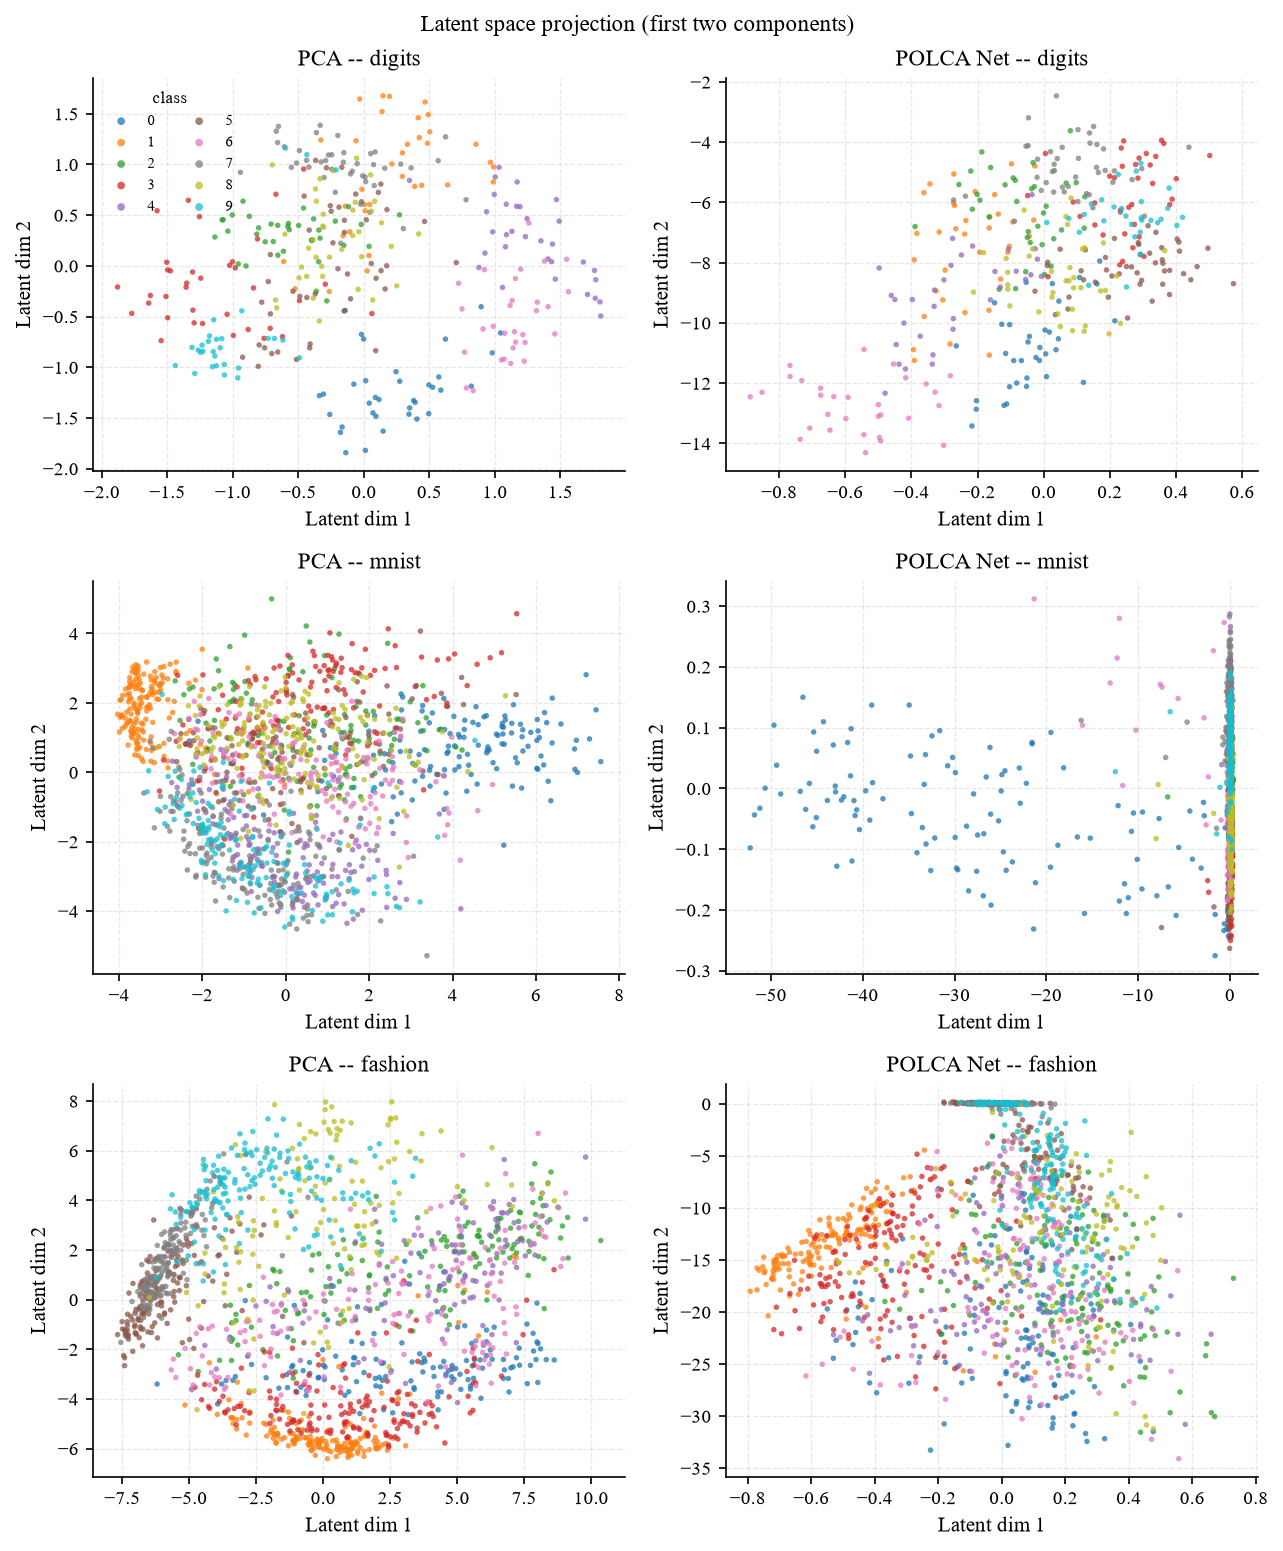 Latent space projection (first two components)
PCA -- digits
class
0 5
1 6
2 7
3 8
4 9
1.5
1.0
0.5
0.0
−0.5
−1.0
−1.5
−2.0
Latent dim 2
−2.0 −1.5 −1.0 −0.5 0.0 0.5 1.0 1.5
Latent dim 1
POLCA Net -- digits
−2
−4
−6
−8
−10
−12
−14
Latent dim 2
−0.8 −0.6 −0.4 −0.2 0.0 0.2 0.4 0.6
Latent dim 1
PCA -- mnist
4
2
0
−2
−4
Latent dim 2
−4 −2 0 2 4 6 8
Latent dim 1
POLCA Net -- mnist
0.3
0.2
0.1
0.0
−0.1
−0.2
−0.3
Latent dim 2
−50 −40 −30 −20 −10 0
Latent dim 1
PCA -- fashion
8
6
4
2
0
−2
−4
−6
Latent dim 2
−7.5 −5.0 −2.5 0.0 2.5 5.0 7.5 10.0
Latent dim 1
POLCA Net -- fashion
0
−5
−10
−15
−20
−25
−30
−35
Latent dim 2
−0.8 −0.6 −0.4 −0.2 0.0 0.2 0.4 0.6 0.8
Latent dim 1